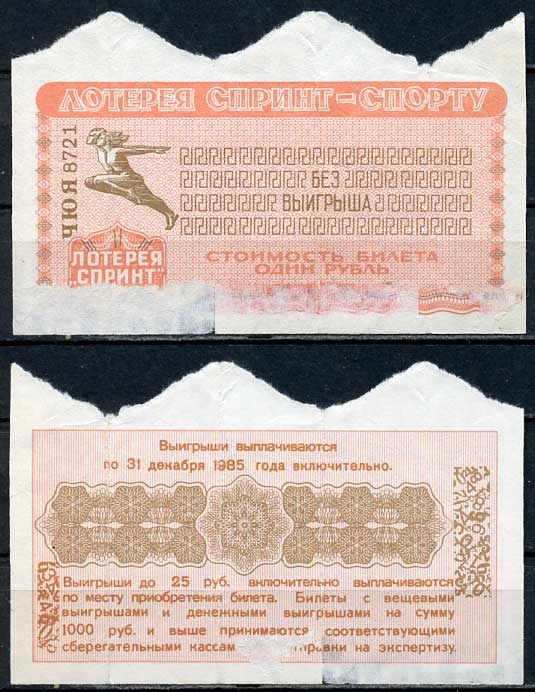 ЛОТЕРЕЯ СПРИНТ-СПОРТУ
ЧЮЯ 8721
БЕЗ
ВЫИГРЫША
ЛОТЕРЕЯ
СПРИНТ
СТОИМОСТЬ БИЛЕТА
ОДИН РУБЛЬ
Выигрыши выплачиваются
по 31 декабря 1985 года включительно.
Выигрыши до 25 руб. включительно выплачиваются
по месту приобретения билета. Билеты с вещевыми
выигрышами и денежными выигрышами на сумму
1000 руб. и выше принимаются соответствующими
сберегательными кассам тправки на экспертизу.